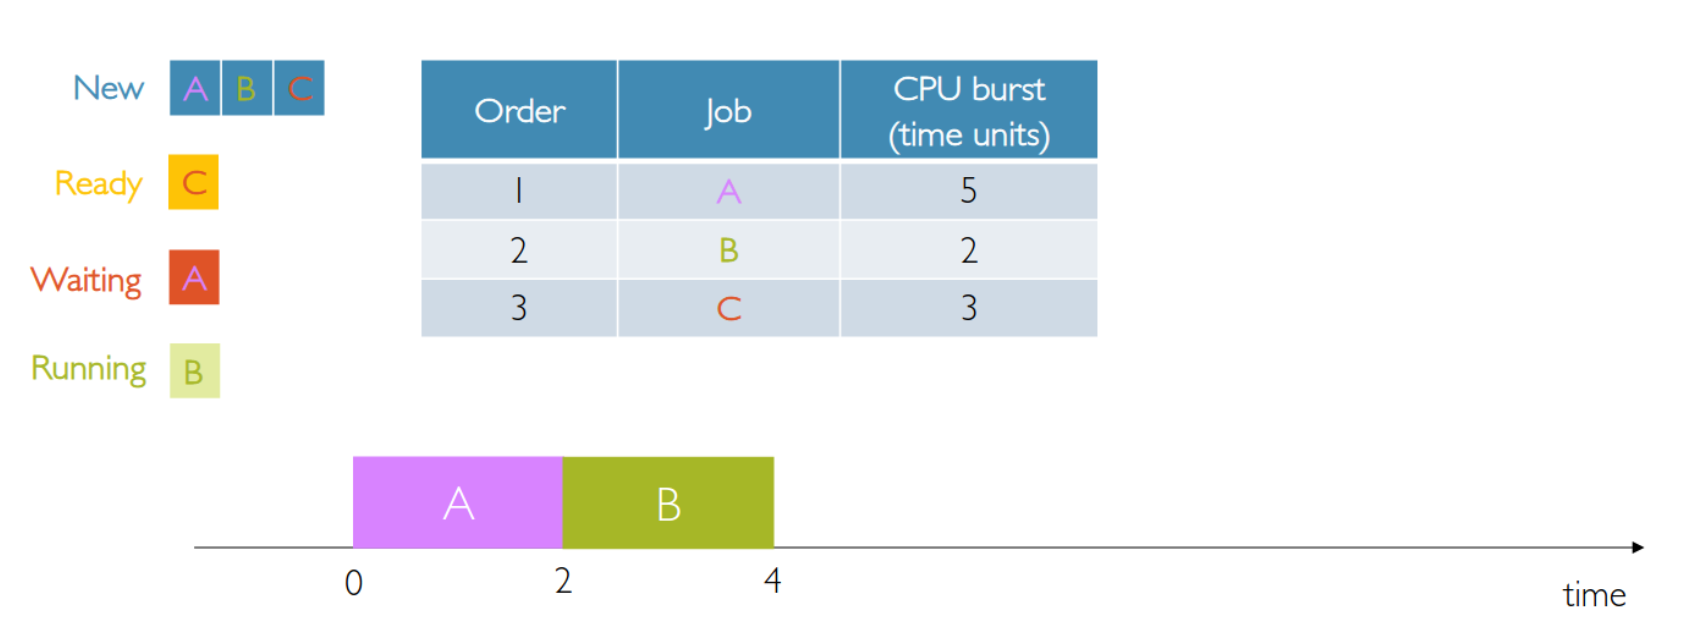 New A B C
Ready C
Waiting A
Running B
Order Job CPU burst (time units)
1 A 5
2 B 2
3 C 3
A B
0 2 4
time